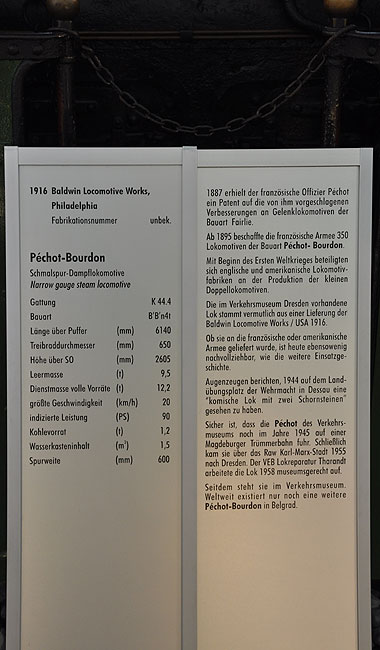 1916 Baldwin Locomotive Works,
Philadelphia
Fabrikationsnummer unbek.
Péchot-Bourdon
Schmalspur-Dampflokomotive
Narrow gauge steam locomotive
Gattung K 44.4
Bauart B'B'n4t
Länge über Puffer (mm) 6140
Treibraddurchmesser (mm) 650
Höhe über SO (mm) 2605
Leermasse (t) 9,5
Dienstmasse volle Vorräte (t) 12,2
größte Geschwindigkeit (km/h) 20
indizierte Leistung (PS) 90
Kohlevorrat (t) 1,2
Wasserkasteninhalt (m³) 1,5
Spurweite (mm) 600
1887 erhielt der französische Offizier Péchot
ein Patent auf die von ihm vorgeschlagenen
Verbesserungen an Gelenklokomotiven der
Bauart Fairlie.
Ab 1895 beschaffte die französische Armee 350
Lokomotiven der Bauart Péchot- Bourdon.
Mit Beginn des Ersten Weltkrieges beteiligten
sich englische und amerikanische Lokomotiv-
fabriken an der Produktion der kleinen
Doppellokomotiven.
Die im Verkehrsmuseum Dresden vorhandene
Lok stammt vermutlich aus einer Lieferung der
Baldwin Locomotive Works / USA 1916.
Ob sie an die französische oder amerikanische
Armee geliefert wurde, ist heute ebensowenig
nachvollziehbar, wie die weitere Einsatzge-
schichte.
Augenzeugen berichten, 1944 auf dem Land-
übungsplatz der Wehrmacht in Dessau eine
"komische Lok mit zwei Schornsteinen"
gesehen zu haben.
Sicher ist, dass die Péchot des Verkehrs-
museums noch im Jahre 1945 auf einer
Magdeburger Trümmerbahn fuhr. Schließlich
kam sie über das Raw Karl-Marx-Stadt 1955
nach Dresden. Der VEB Lokreparatur Tharandt
arbeitete die Lok 1958 museumsgerecht auf.
Seitdem steht sie im Verkehrsmuseum.
Weltweit existiert nur noch eine weitere
Péchot-Bourdon in Belgrad.